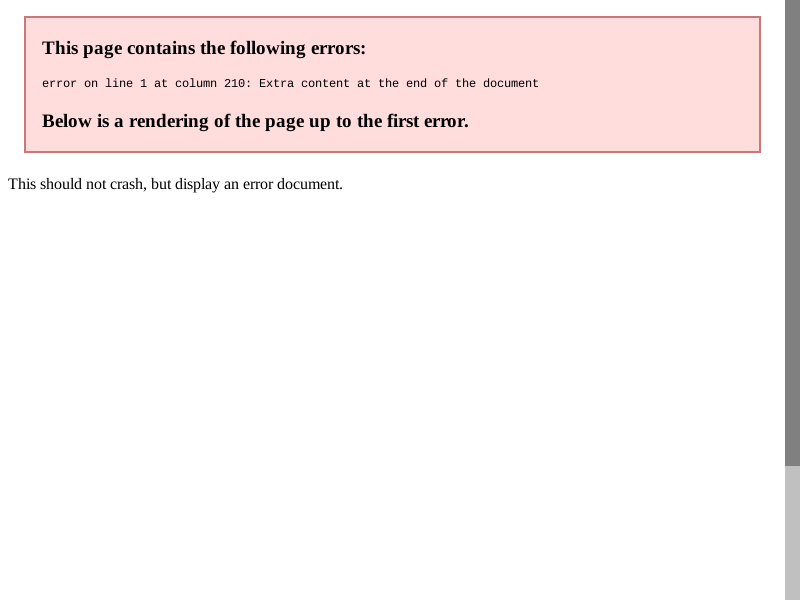 This page contains the following errors:
error on line 1 at column 210: Extra content at the end of the document
Below is a rendering of the page up to the first error.
This should not crash, but display an error document.